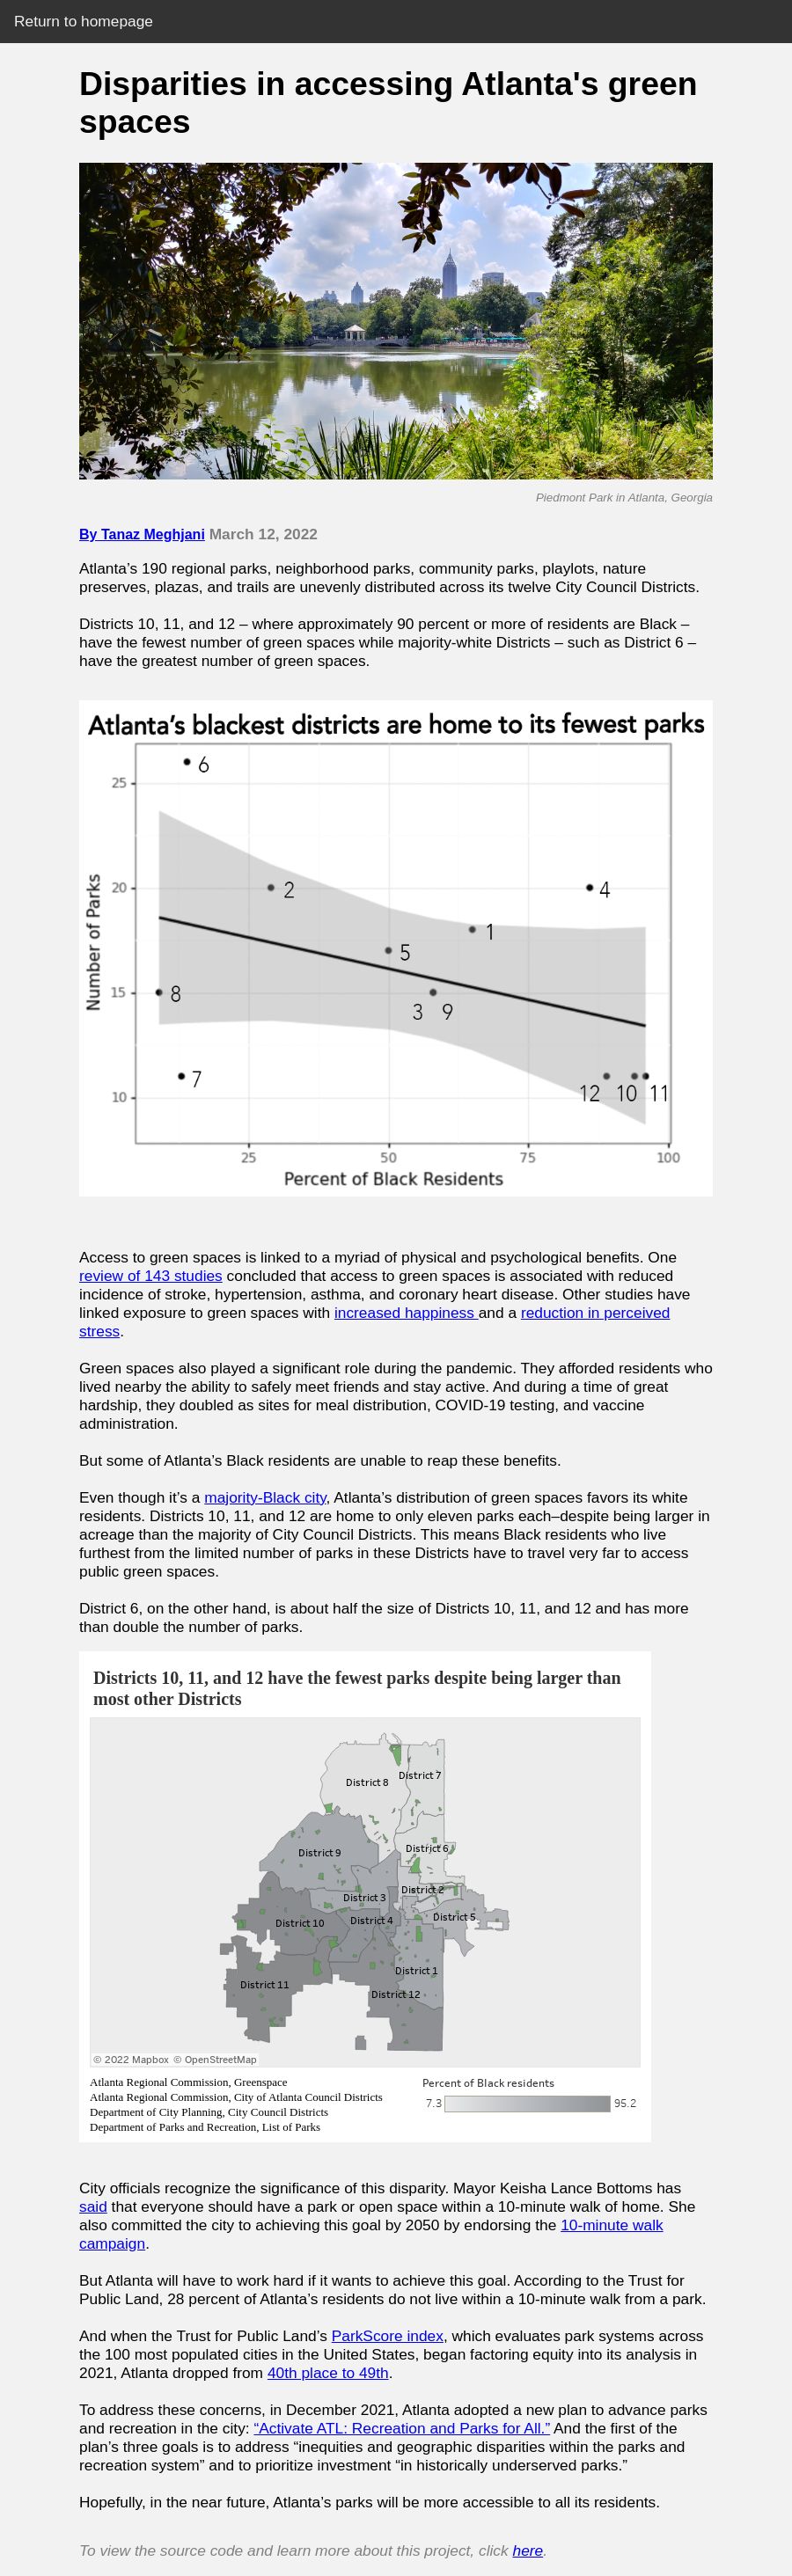 Return to homepage
Disparities in accessing Atlanta's green
spaces
Piedmont Park in Atlanta, Georgia
By Tanaz Meghjani March 12, 2022
Atlanta’s 190 regional parks, neighborhood parks, community parks, playlots, nature
preserves, plazas, and trails are unevenly distributed across its twelve City Council Districts.
Districts 10, 11, and 12 – where approximately 90 percent or more of residents are Black –
have the fewest number of green spaces while majority-white Districts – such as District 6 –
have the greatest number of green spaces.
Atlanta’s blackest districts are home to its fewest parks
6
25
2
4
20
1
5
Number of Parks
8
15
3 9
7
12 10 11
10
25 50 75 100
Percent of Black Residents
Access to green spaces is linked to a myriad of physical and psychological benefits. One
review of 143 studies concluded that access to green spaces is associated with reduced
incidence of stroke, hypertension, asthma, and coronary heart disease. Other studies have
linked exposure to green spaces with increased happiness and a reduction in perceived
stress.
Green spaces also played a significant role during the pandemic. They afforded residents who
lived nearby the ability to safely meet friends and stay active. And during a time of great
hardship, they doubled as sites for meal distribution, COVID-19 testing, and vaccine
administration.
But some of Atlanta’s Black residents are unable to reap these benefits.
Even though it’s a majority-Black city, Atlanta’s distribution of green spaces favors its white
residents. Districts 10, 11, and 12 are home to only eleven parks each–despite being larger in
acreage than the majority of City Council Districts. This means Black residents who live
furthest from the limited number of parks in these Districts have to travel very far to access
public green spaces.
District 6, on the other hand, is about half the size of Districts 10, 11, and 12 and has more
than double the number of parks.
Districts 10, 11, and 12 have the fewest parks despite being larger than
most other Districts
District 7
District 8
District 6
District 9
District 2
District 3
District 5
District 4
District 10
District 1
District 11
District 12
© 2022 Mapbox © OpenStreetMap
Atlanta Regional Commission, Greenspace
Atlanta Regional Commission, City of Atlanta Council Districts
Department of City Planning, City Council Districts
Department of Parks and Recreation, List of Parks
Percent of Black residents
7.3 95.2
City officials recognize the significance of this disparity. Mayor Keisha Lance Bottoms has
said that everyone should have a park or open space within a 10-minute walk of home. She
also committed the city to achieving this goal by 2050 by endorsing the 10-minute walk
campaign.
But Atlanta will have to work hard if it wants to achieve this goal. According to the Trust for
Public Land, 28 percent of Atlanta’s residents do not live within a 10-minute walk from a park.
And when the Trust for Public Land’s ParkScore index, which evaluates park systems across
the 100 most populated cities in the United States, began factoring equity into its analysis in
2021, Atlanta dropped from 40th place to 49th.
To address these concerns, in December 2021, Atlanta adopted a new plan to advance parks
and recreation in the city: “Activate ATL: Recreation and Parks for All.” And the first of the
plan’s three goals is to address “inequities and geographic disparities within the parks and
recreation system” and to prioritize investment “in historically underserved parks.”
Hopefully, in the near future, Atlanta’s parks will be more accessible to all its residents.
To view the source code and learn more about this project, click here.